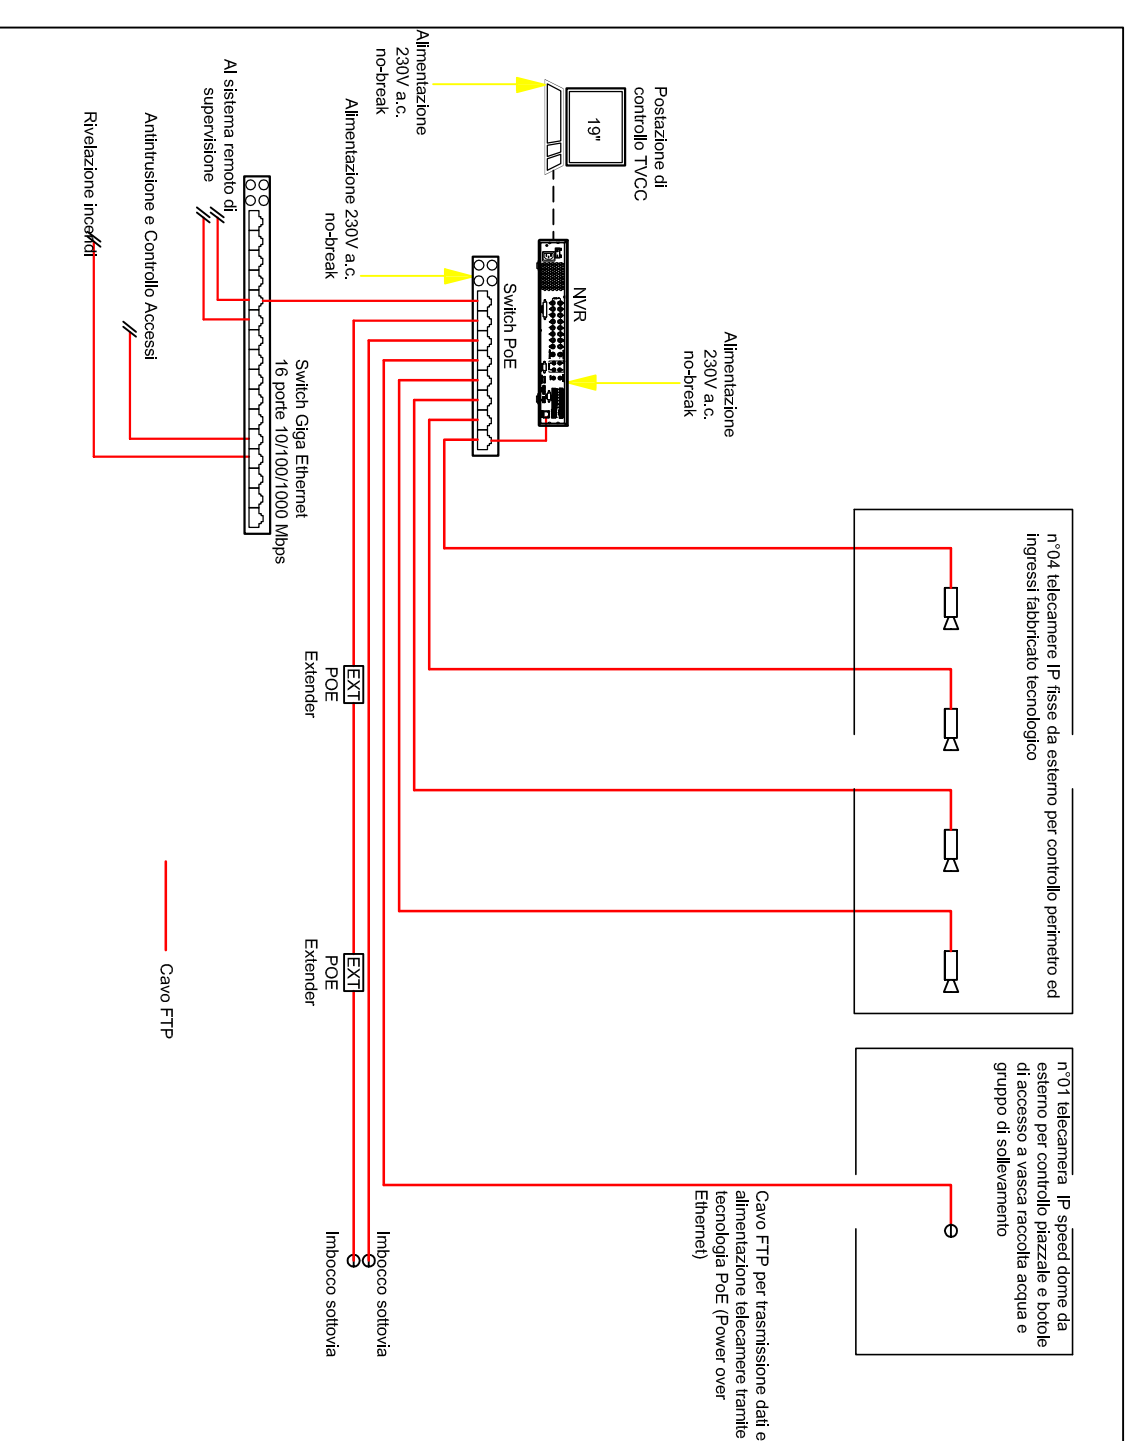 n°04 telecamere IP fisse da esterno per controllo perimetro ed
ingressi fabbricato tecnologico
n°01 telecamera IP speed dome da
esterno per controllo piazzale e botole
di accesso a vasca raccolta acqua e
gruppo di sollevamento
Cavo FTP per trasmissione dati e
alimentazione telecamere tramite
tecnologia PoE (Power over
Ethernet)
Alimentazione
230V a.c.
no-break
Postazione di
controllo TVCC
19"
NVR
Switch PoE
Alimentazione
230V a.c.
no-break
Alimentazione 230V a.c.
no-break
Imbocco sottovia
Imbocco sottovia
EXT
POE
Extender
EXT
POE
Extender
Switch Giga Ethernet
16 porte 10/100/1000 Mbps
Al sistema remoto di
supervisione
Antintrusione e Controllo Accessi
Rivelazione incendi
Cavo FTP